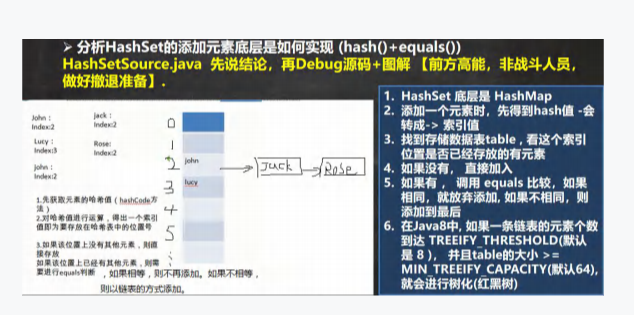 ➢ 分析HashSet的添加元素底层是如何实现 (hash()+equals())
HashSetSource.java 先说结论，再Debug源码+图解 【前方高能，非战斗人员，
做好撤退准备】.
John：
Index:2
jack：
Index:2
Lucy：
Index:3
Rose:
Index:2
john：
Index:2
0
1
2
3
4
5
john
lucy
Jack
Rose
1.先获取元素的哈希值（hashCode方
法）
2.对哈希值进行运算，得出一个索引
值即为要存放在哈希表中的位置号
3.如果该位置上没有其他元素，则直
接存放
如果该位置上已经有其他元素，则需
要进行equals判断 ，如果相等，则不再添加。如果不相等，
则以链表的方式添加。
1. HashSet 底层是 HashMap
2. 添加一个元素时，先得到hash值 -会
转成-> 索引值
3. 找到存储数据表table，看这个索引
位置是否已经存放的有元素
4. 如果没有，直接加入
5. 如果有，调用 equals 比较，如果
相同，就放弃添加, 如果不相同，则
添加到最后
6. 在Java8中, 如果一条链表的元素个数
到达 TREEIFY_THRESHOLD(默认
是 8 )，并且table的大小 >=
MIN_TREEIFY_CAPACITY(默认64),
就会进行树化(红黑树)